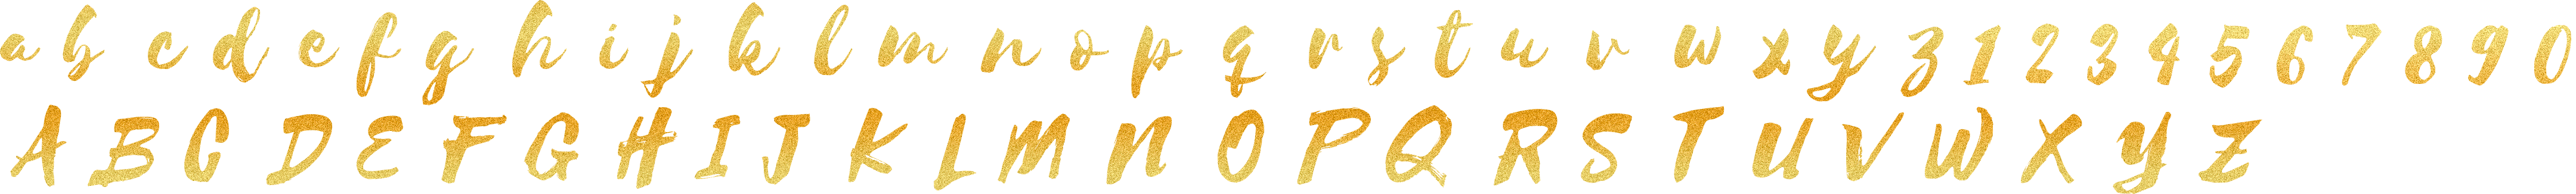 a b c d e f g h i j k l m n o p q r s t u v w x y z 1 2 3 4 5 6 7 8 9 0
A B C D E F G H I J K L M N O P Q R S T U V W X Y Z